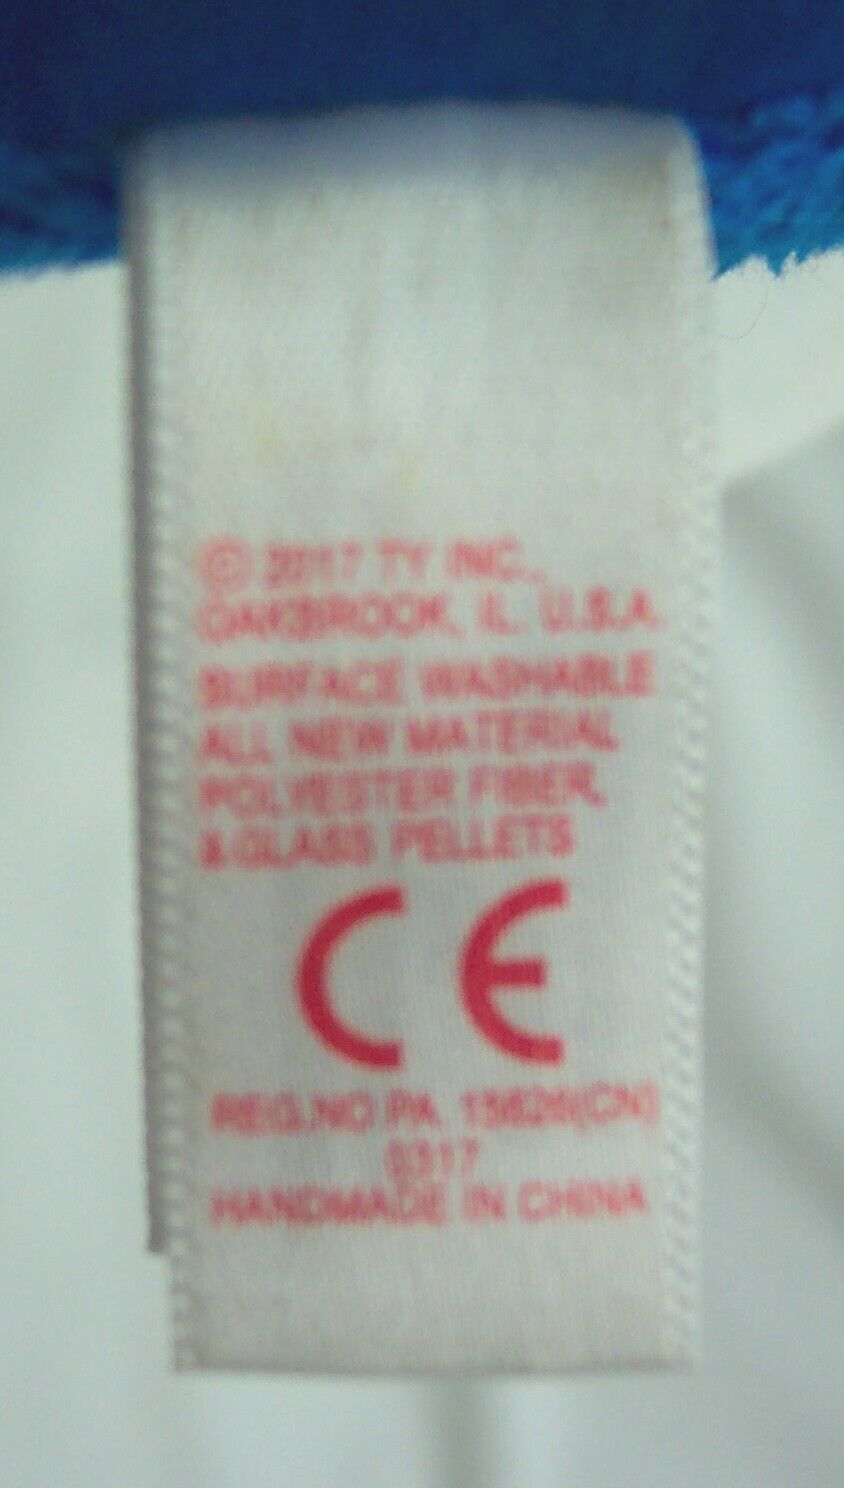 © 2017 TY INC.,
OAKBROOK, IL. U.S.A.
SURFACE WASHABLE
ALL NEW MATERIAL
POLYESTER FIBER,
& GLASS PELLETS
CE
REG.NO PA. 15626(CN)
0317
HANDMADE IN CHINA